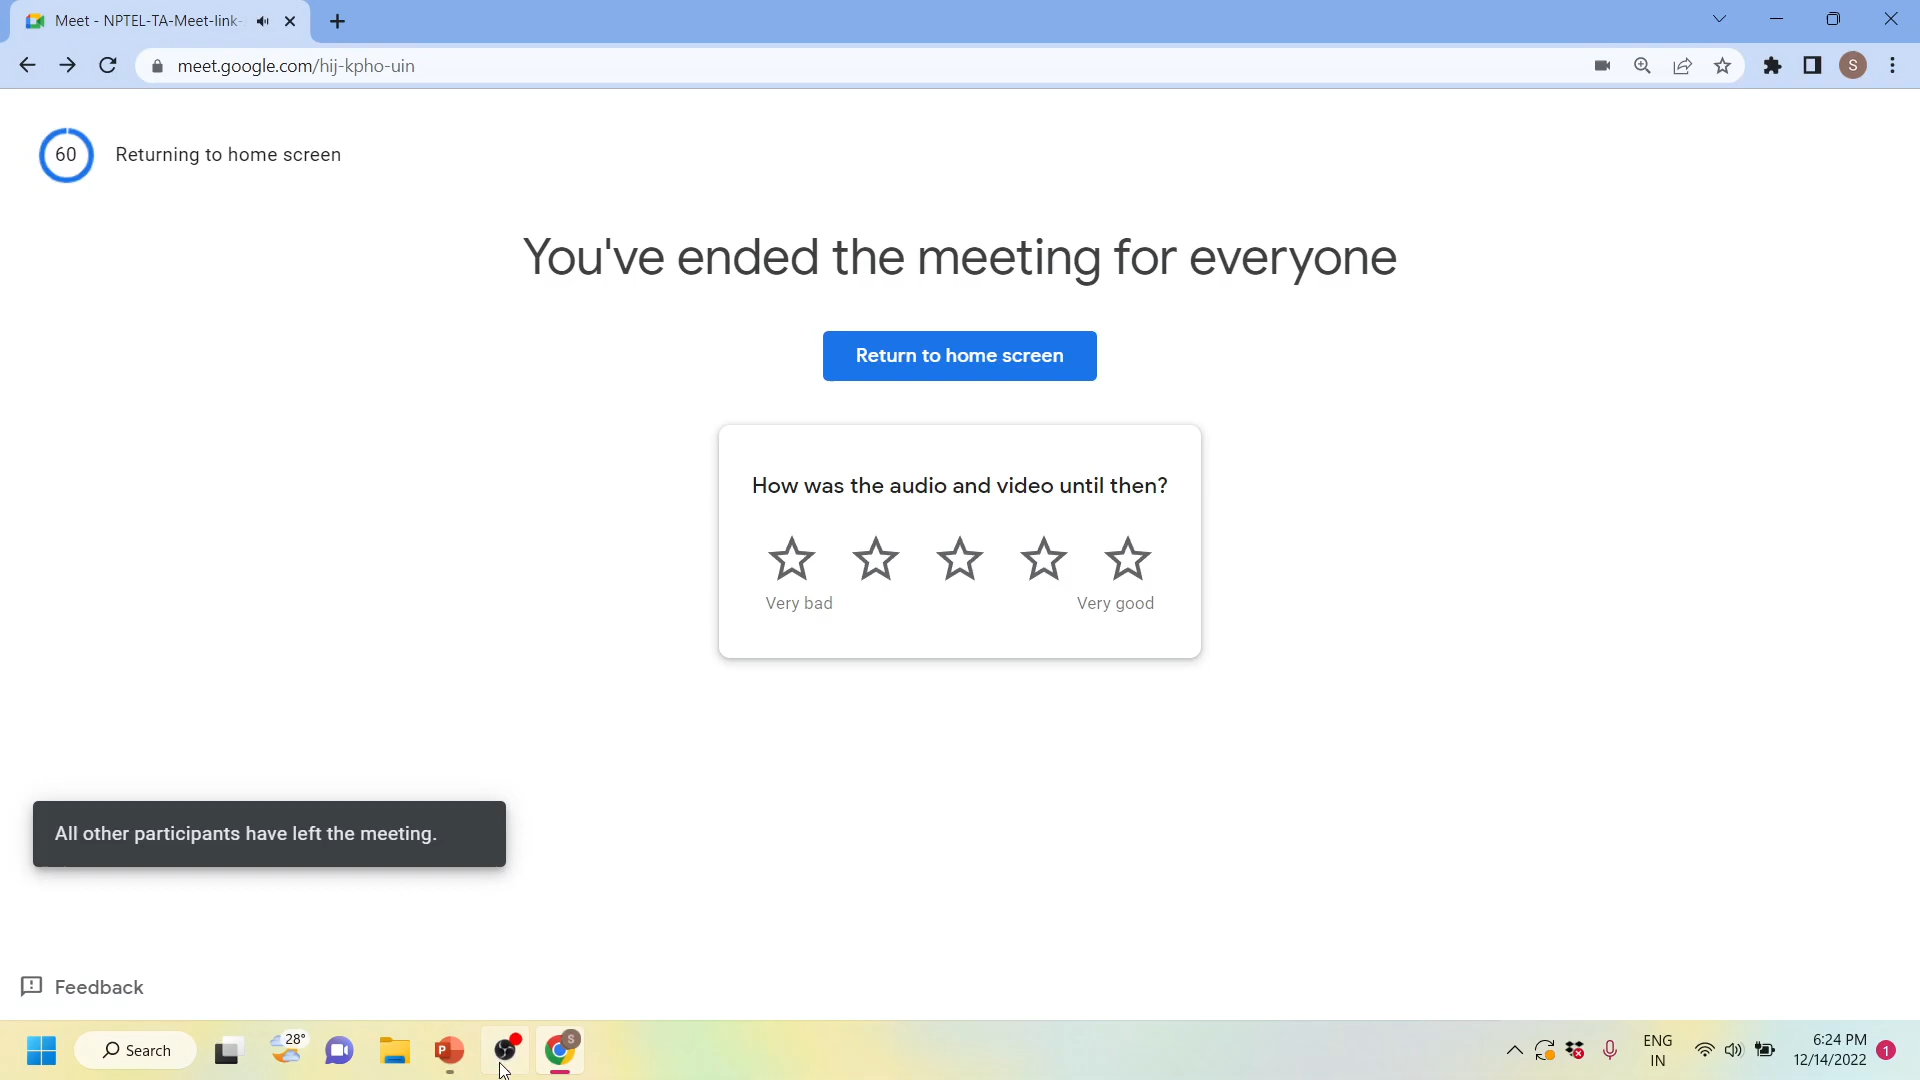 Meet - NPTEL-TA-Meet-link-
meet.google.com/hij-kpho-uin
S
60
Returning to home screen
You've ended the meeting for everyone
Return to home screen
How was the audio and video until then?
Very bad
Very good
All other participants have left the meeting.
Feedback
Search
28°
P
S
ENG
IN
6:24 PM
12/14/2022
1